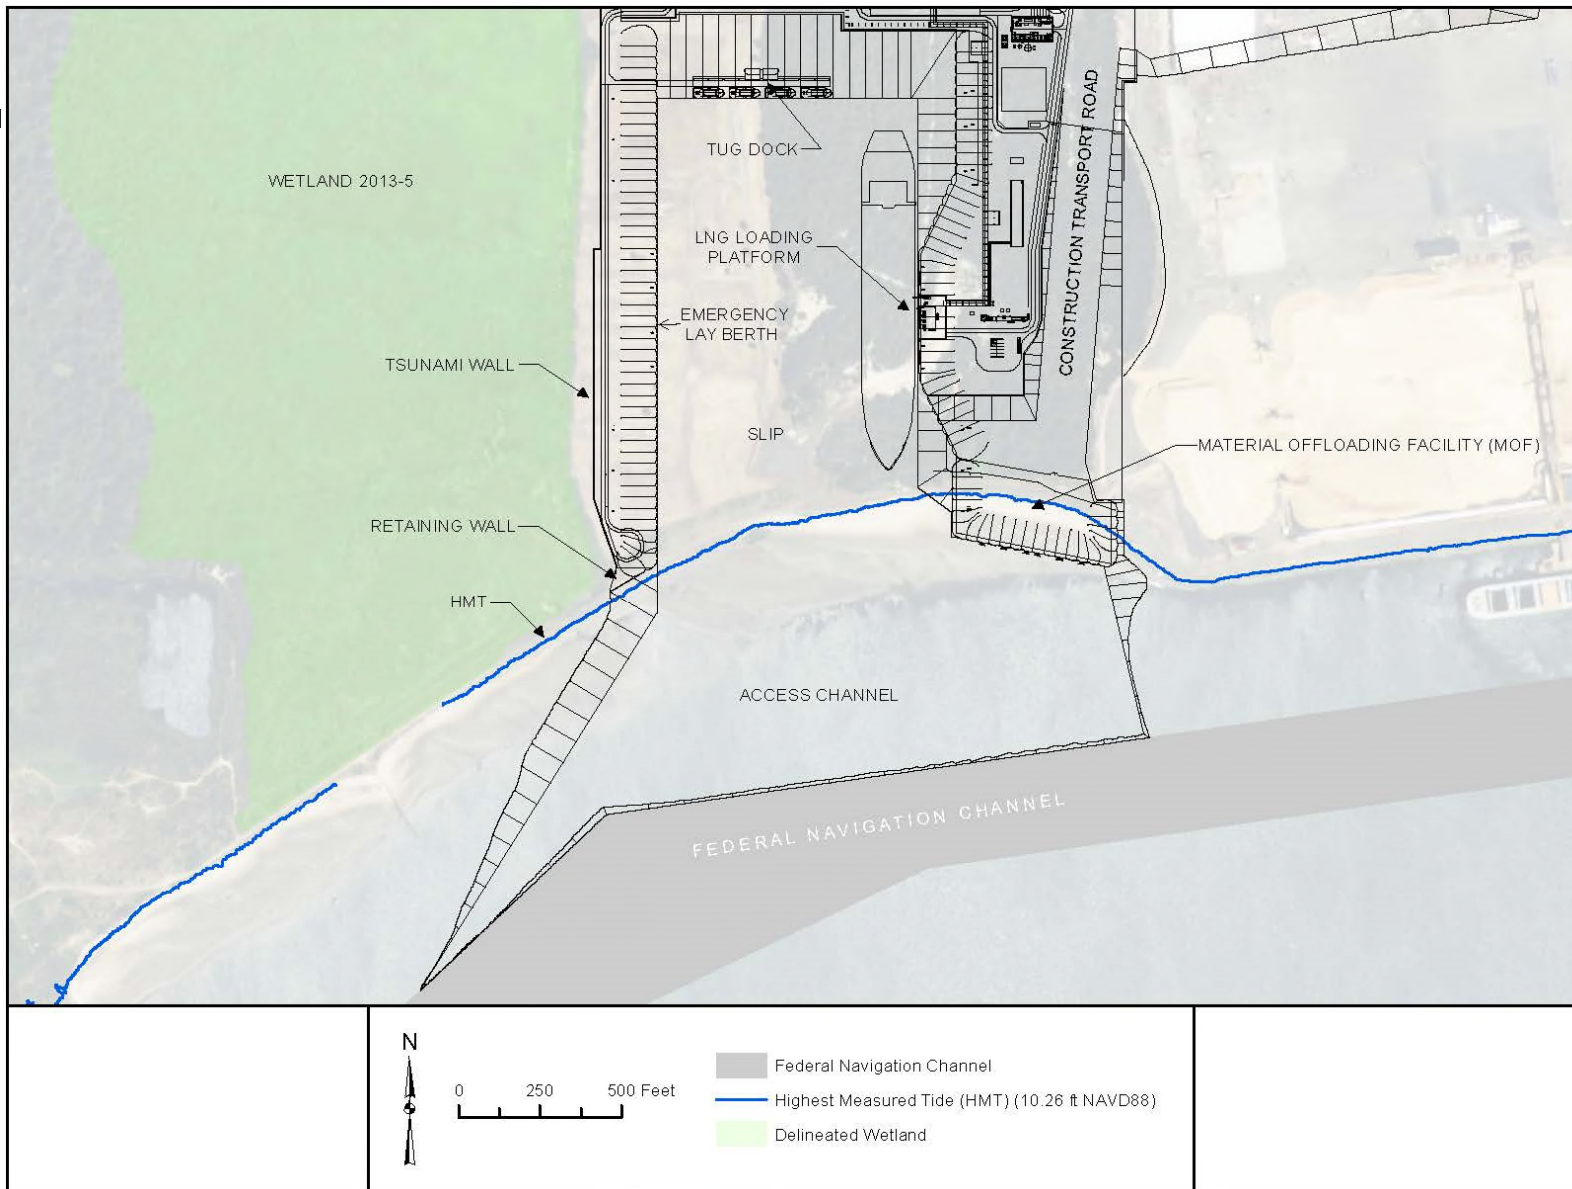 WETLAND 2013-5
TUG DOCK
CONSTRUCTION TRANSPORT ROAD
LNG LOADING
PLATFORM
EMERGENCY
LAY BERTH
TSUNAMI WALL
SLIP
MATERIAL OFFLOADING FACILITY (MOF)
RETAINING WALL
HMT
ACCESS CHANNEL
FEDERAL NAVIGATION CHANNEL
N
0 250 500 Feet
Federal Navigation Channel
Highest Measured Tide (HMT) (10.26 ft NAVD88)
Delineated Wetland